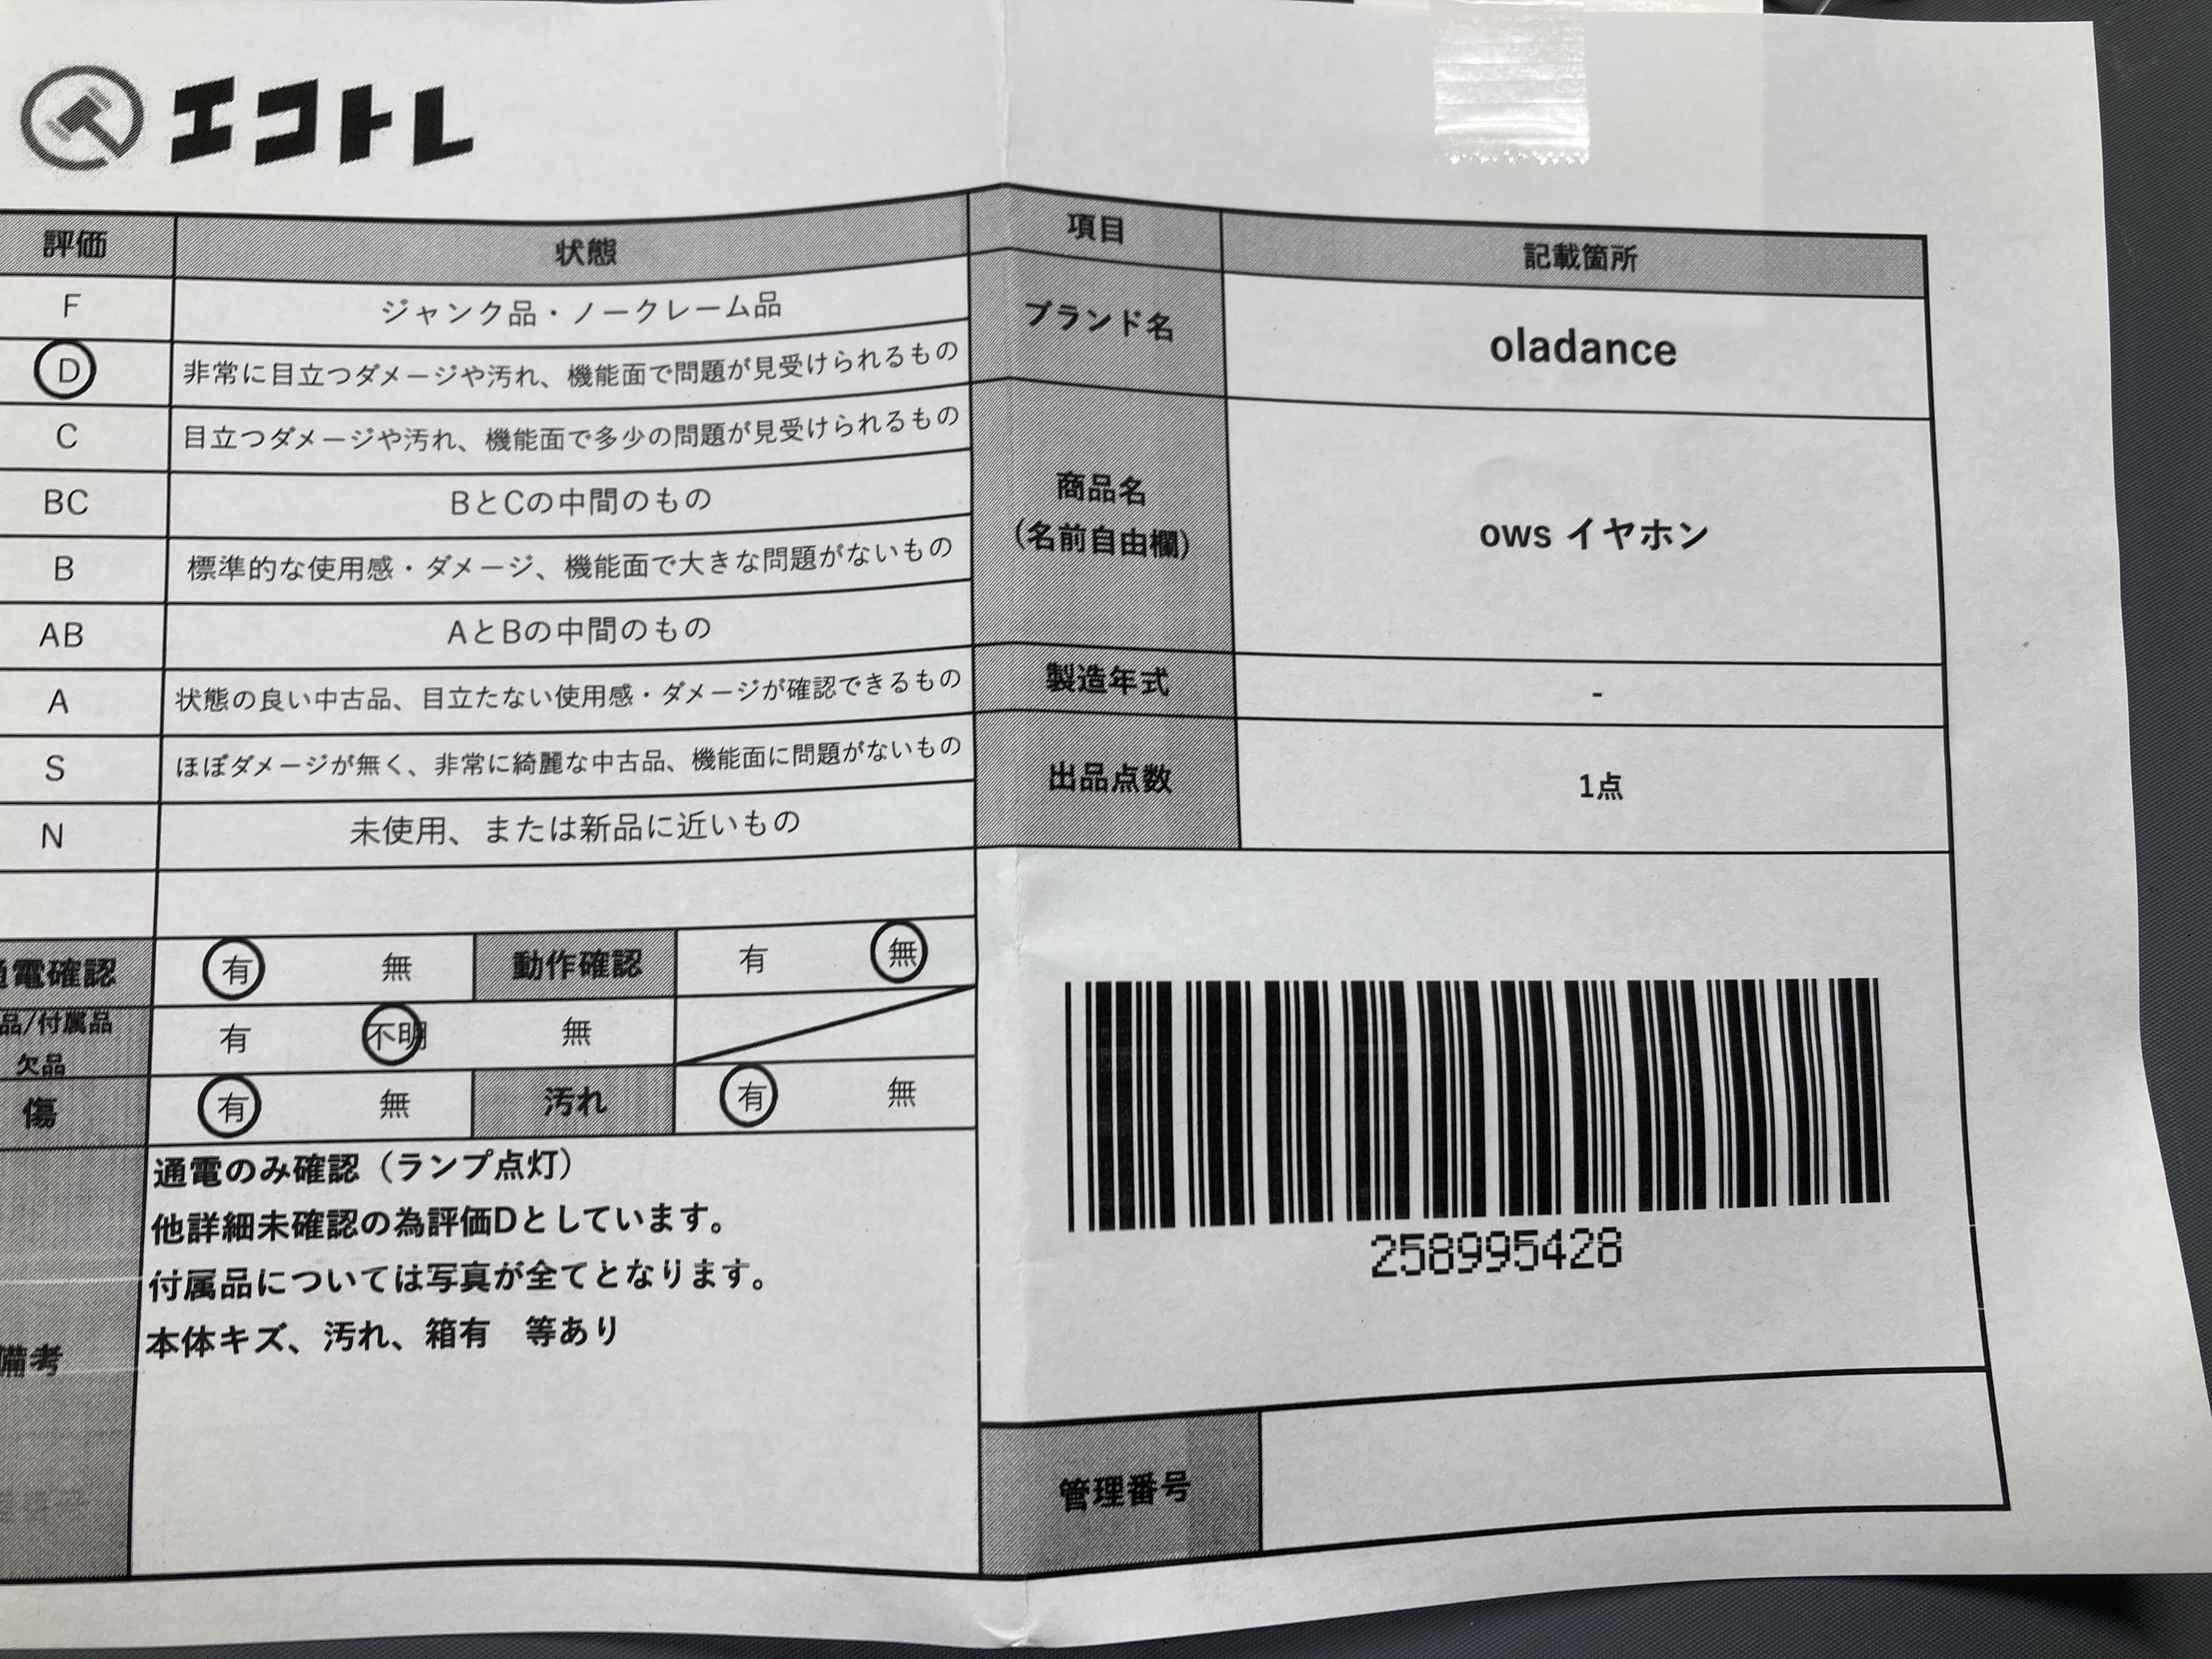 エコトレ
評価 状態
F ジャンク品・ノークレーム品
D 非常に目立つダメージや汚れ、機能面で問題が見受けられるもの
C 目立つダメージや汚れ、機能面で多少の問題が見受けられるもの
BC BとCの中間のもの
B 標準的な使用感・ダメージ、機能面で大きな問題がないもの
AB AとBの中間のもの
A 状態の良い中古品、目立たない使用感・ダメージが確認できるもの
S ほぼダメージが無く、非常に綺麗な中古品、機能面に問題がないもの
N 未使用、または新品に近いもの
通電確認 有 無 動作確認 有 無
品/付属品 有 不明 無
欠品
傷 有 無 汚れ 有 無
備考
通電のみ確認（ランプ点灯）
他詳細未確認の為評価Dとしています。
付属品については写真が全てとなります。
本体キズ、汚れ、箱有　等あり
項目 記載箇所
ブランド名 oladance
商品名
(名前自由欄)
ows イヤホン
製造年式 -
出品点数 1点
258995428
管理番号